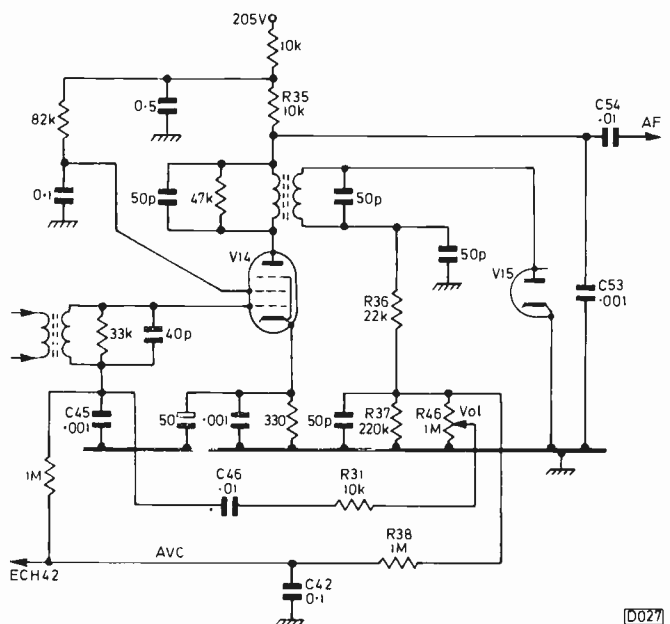 205V
10k
82k
0·5
R35
10k
C54
·01
AF
0·1
50p
47k
50p
50p
V14
V15
C53
·001
R36
22k
33k
40p
C45
·001
50
·001
330
50p
R37
220k
R46
1M
Vol
1M
C46
·01
R31
10k
R38
1M
AVC
ECH42
C42
0·1
D027